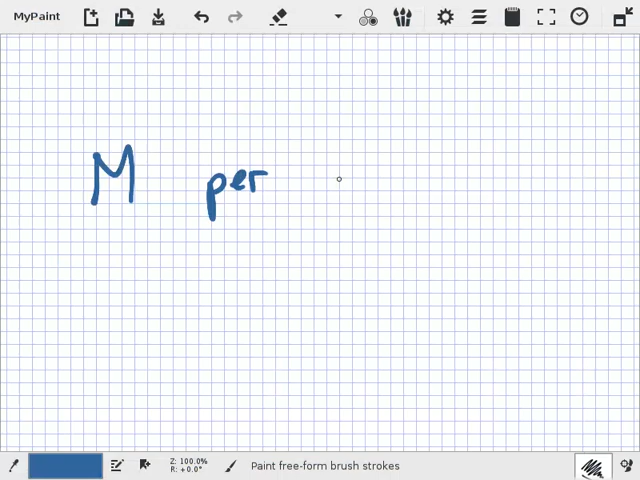 MyPaint
M per
Z: 100.0%
R: +0.0°
Paint free-form brush strokes